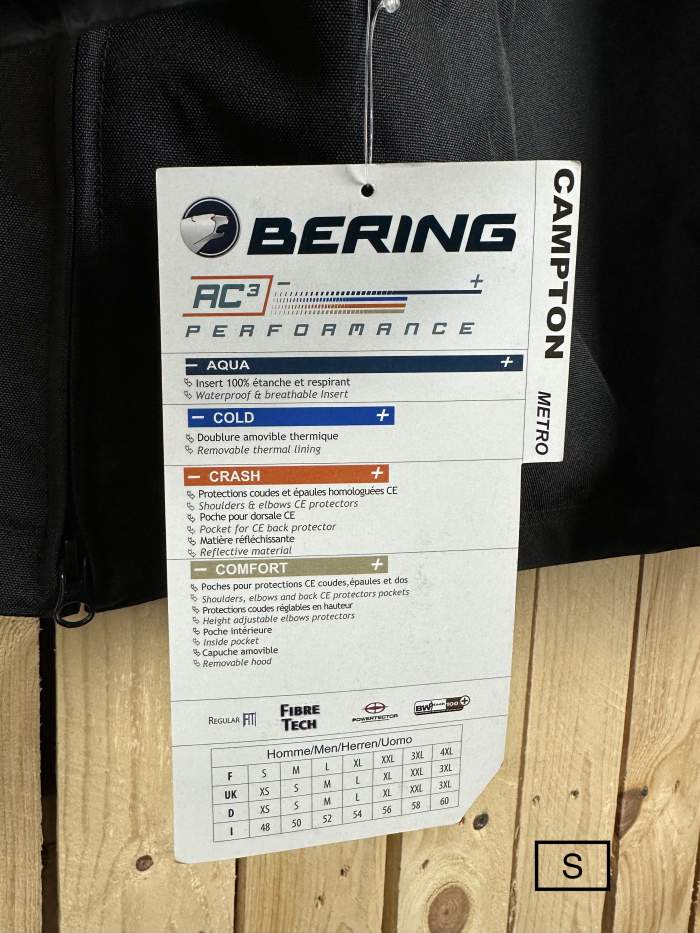 BERING
CAMPTON
METRO
AC3
PERFORMANCE
AQUA
Insert 100% étanche et respirant
Waterproof & breathable Insert
COLD
Doublure amovible thermique
Removable thermal lining
CRASH
Protections coudes et épaules homologuées CE
Shoulders & elbows CE protectors
Poche pour dorsale CE
Pocket for CE back protector
Matière réfléchissante
Reflective material
COMFORT
Poches pour protections CE coudes,épaules et dos
Shoulders, elbows and back CE protectors pockets
Protections coudes réglables en hauteur
Height adjustable elbows protectors
Poche intérieure
Inside pocket
Capuche amovible
Removable hood
REGULAR FIT
FIBRE TECH
POWERTECTOR
Homme/Men/Herren/Uomo
F S M L XL XXL 3XL 4XL
UK XS S M L XL XXL 3XL
D XS S M L XL XXL 3XL
I 48 50 52 54 56 58 60
S